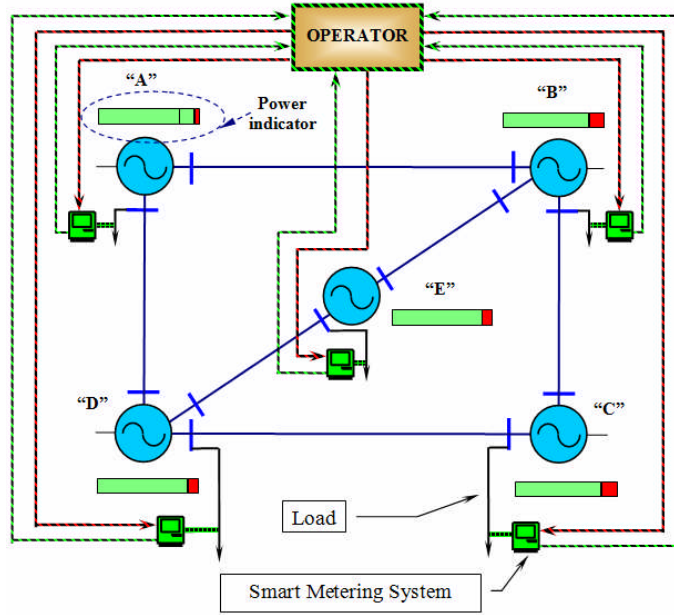 OPERATOR
“A”
Power
indicator
“B”
“E”
“D”
“C”
Load
Smart Metering System